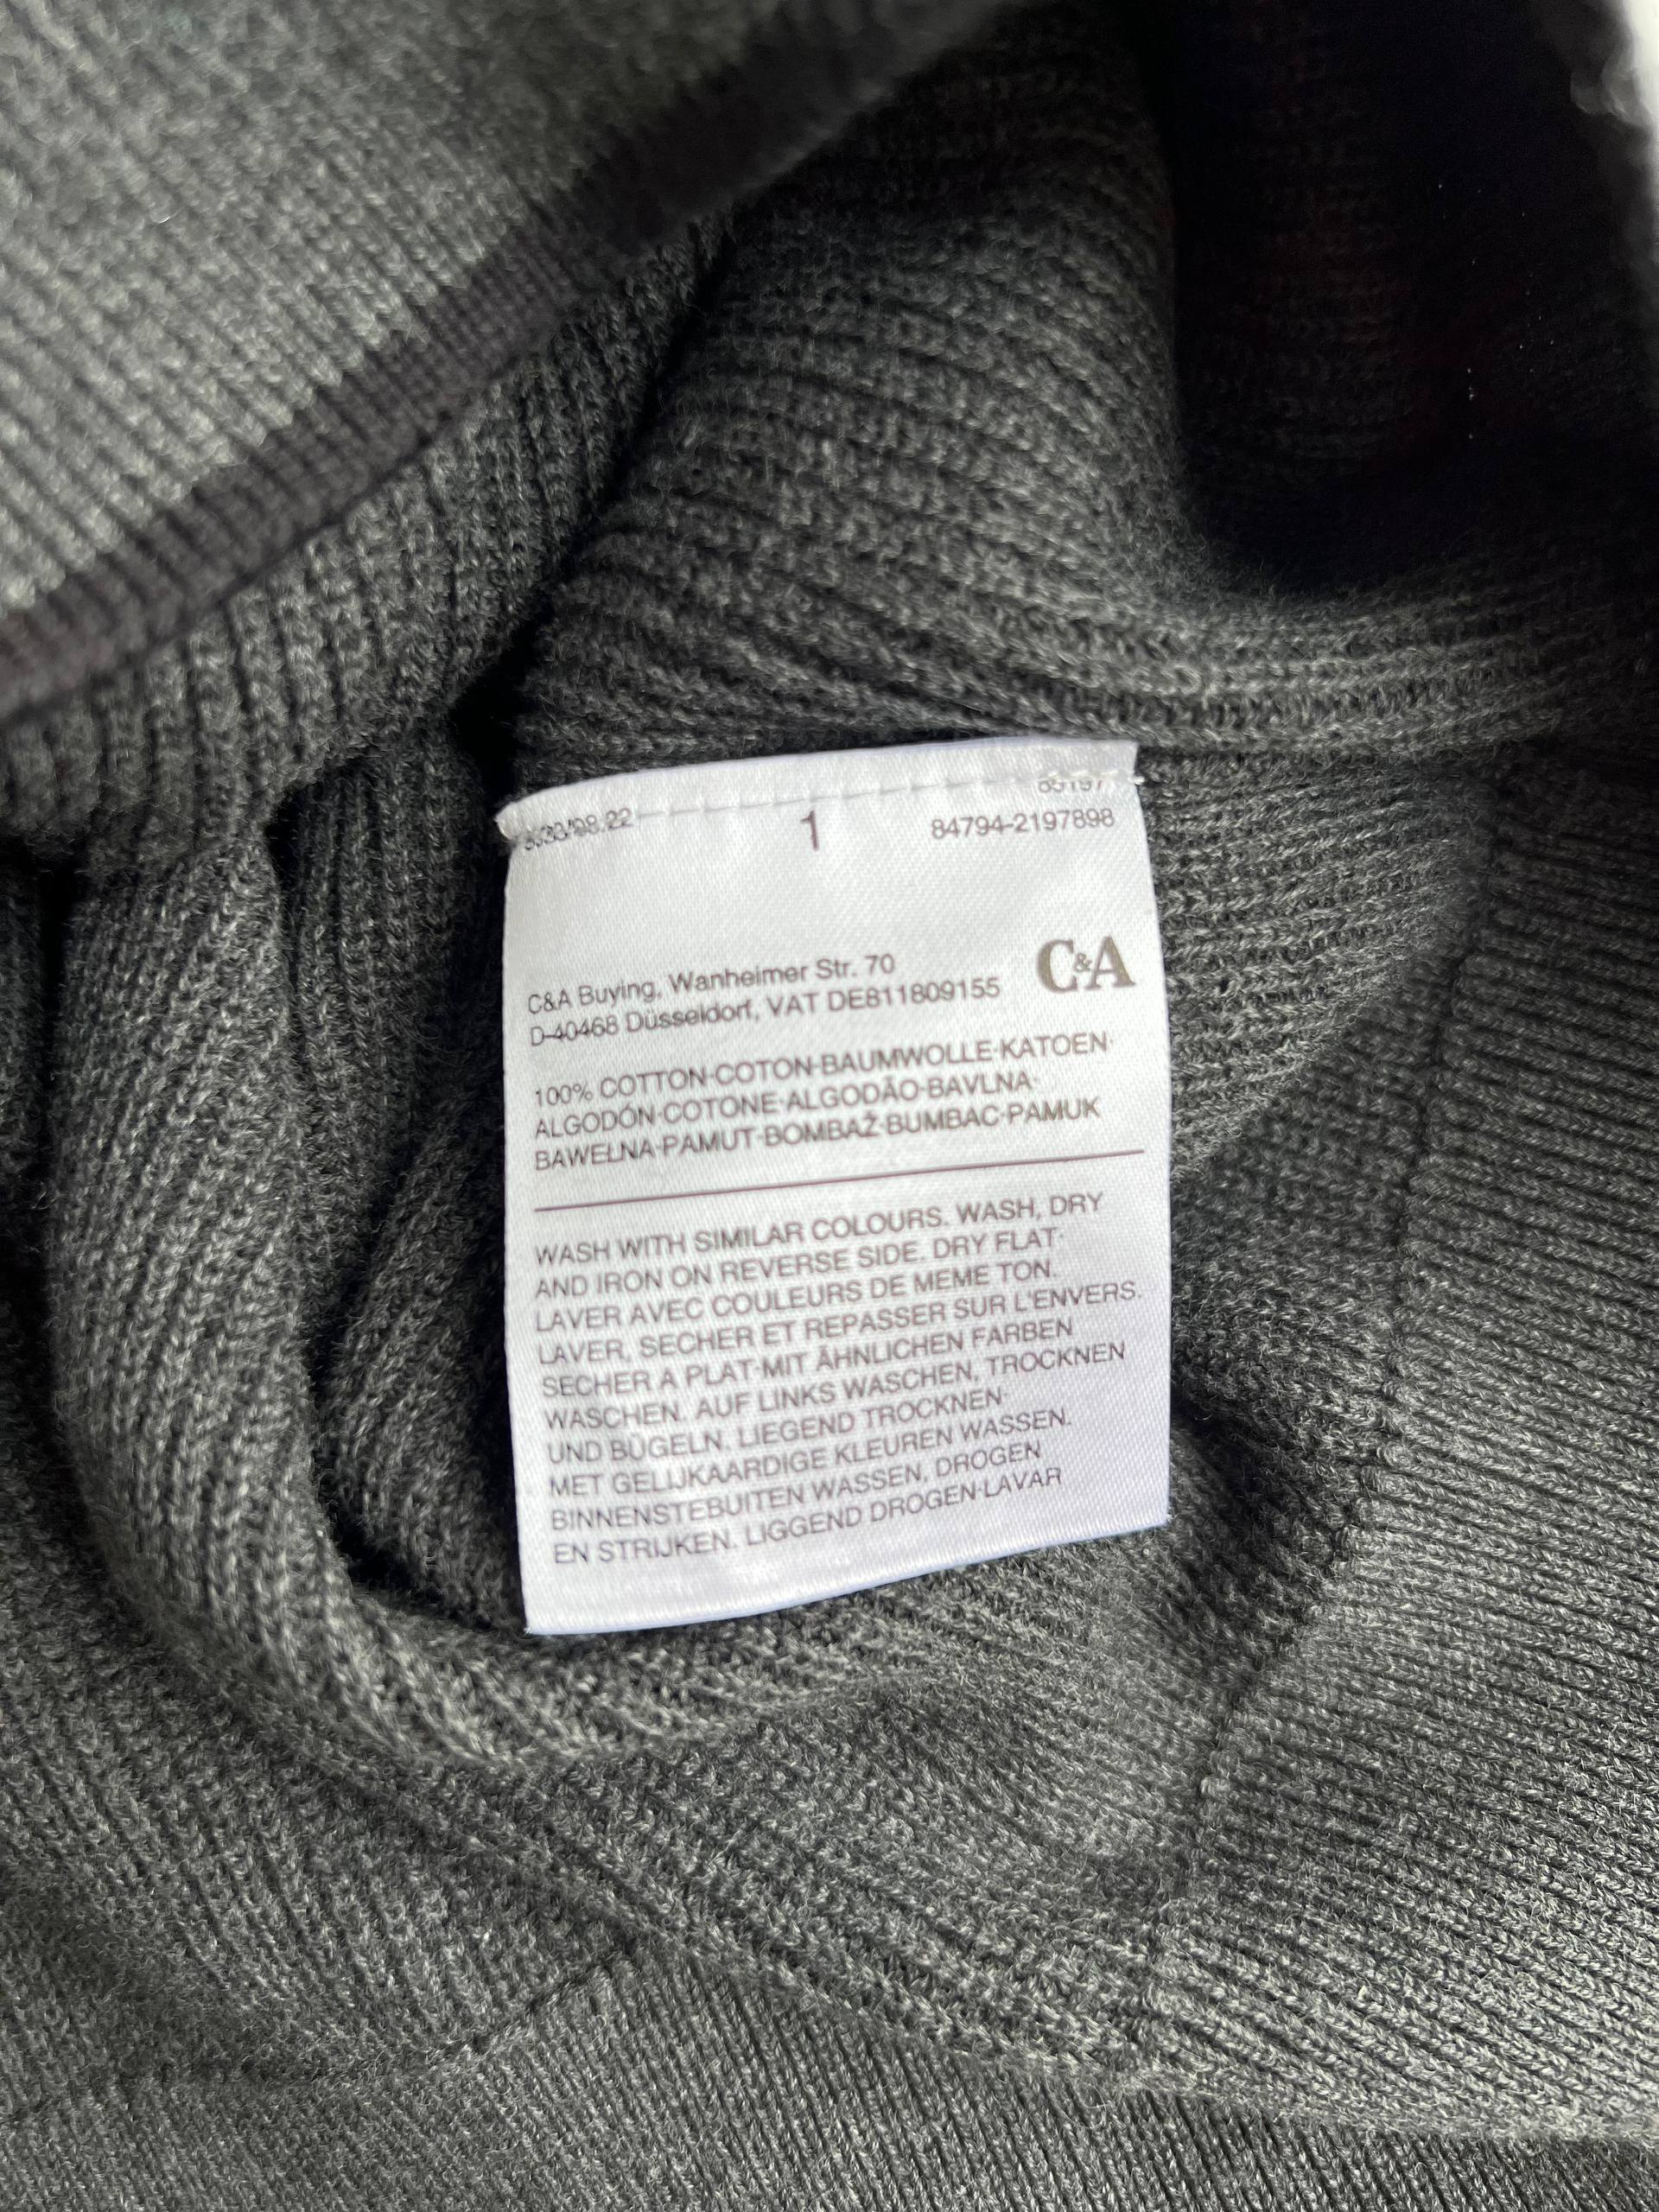 1
84794-2197898
C&A
C&A Buying, Wanheimer Str. 70
D-40468 Düsseldorf, VAT DE811809155
100% COTTON·COTON·BAUMWOLLE·KATOEN·
ALGODÓN·COTONE·ALGODÃO·BAVLNA·
BAWEŁNA·PAMUT·BOMBAŽ·BUMBAC·PAMUK
WASH WITH SIMILAR COLOURS. WASH, DRY
AND IRON ON REVERSE SIDE. DRY FLAT·
LAVER AVEC COULEURS DE MEME TON.
LAVER, SECHER ET REPASSER SUR L'ENVERS.
SECHER A PLAT·MIT ÄHNLICHEN FARBEN
WASCHEN. AUF LINKS WASCHEN, TROCKNEN
UND BÜGELN. LIEGEND TROCKNEN·
MET GELIJKAARDIGE KLEUREN WASSEN.
BINNENSTEBUITEN WASSEN, DROGEN
EN STRIJKEN. LIGGEND DROGEN·LAVAR